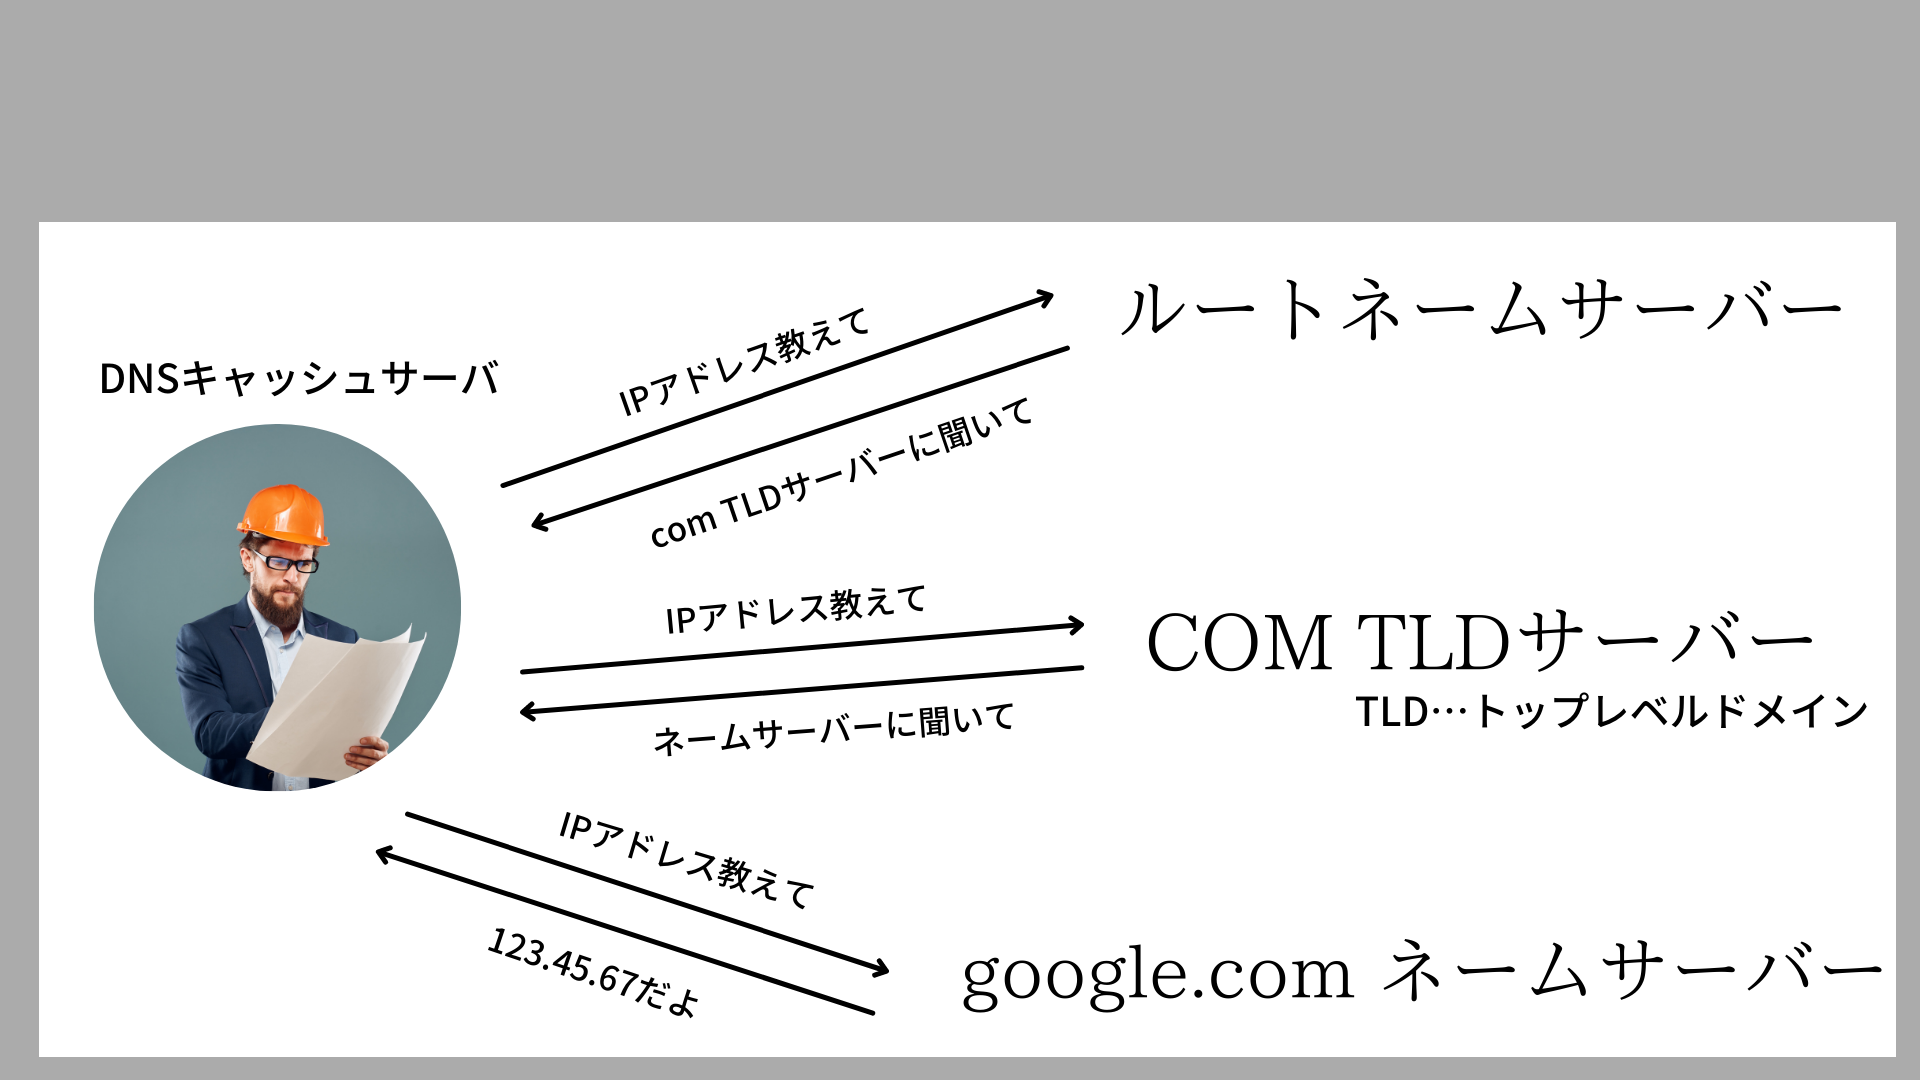 ルートネームサーバー
IPアドレス教えて
DNSキャッシュサーバ
com TLDサーバーに聞いて
IPアドレス教えて
COM TLDサーバー
TLD…トップレベルドメイン
ネームサーバーに聞いて
IPアドレス教えて
google.com ネームサーバー
123.45.67だよ